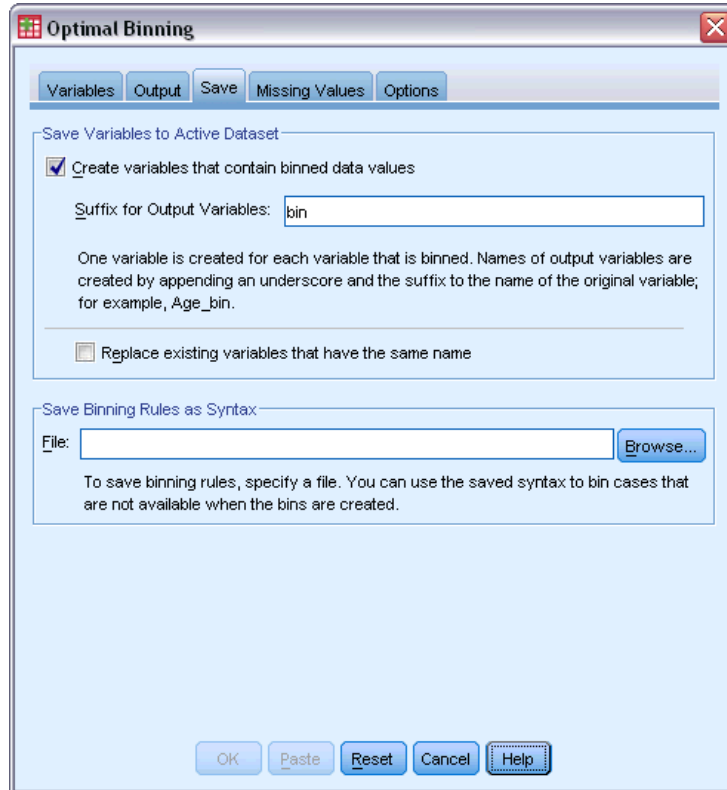 Optimal Binning
Variables Output Save Missing Values Options
Save Variables to Active Dataset
Create variables that contain binned data values
Suffix for Output Variables: bin
One variable is created for each variable that is binned. Names of output variables are
created by appending an underscore and the suffix to the name of the original variable;
for example, Age_bin.
Replace existing variables that have the same name
Save Binning Rules as Syntax
File: Browse...
To save binning rules, specify a file. You can use the saved syntax to bin cases that
are not available when the bins are created.
OK Paste Reset Cancel Help